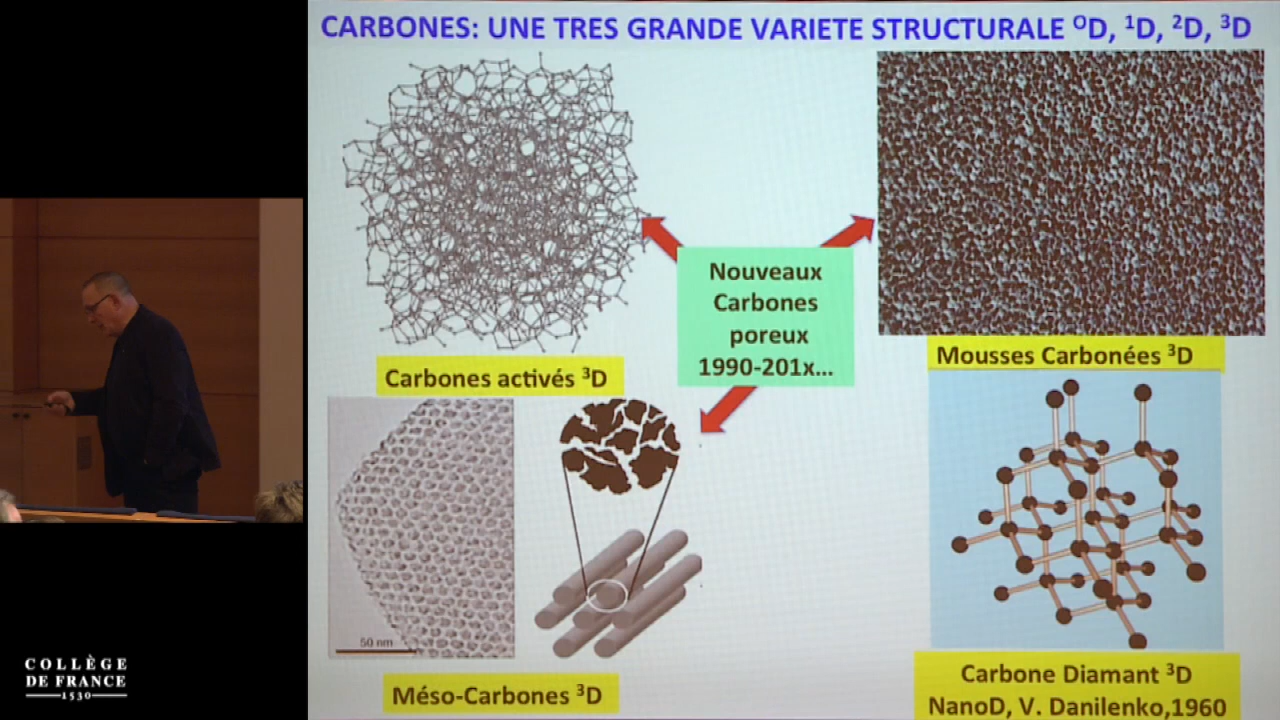 CARBONES: UNE TRES GRANDE VARIETE STRUCTURALE ⁰D, ¹D, ²D, ³D
Nouveaux
Carbones
poreux
1990-201x...
Carbones activés ³D
Mousses Carbonées ³D
50 nm
Méso-Carbones ³D
Carbone Diamant ³D
NanoD, V. Danilenko,1960
COLLÈGE
DE FRANCE
1530